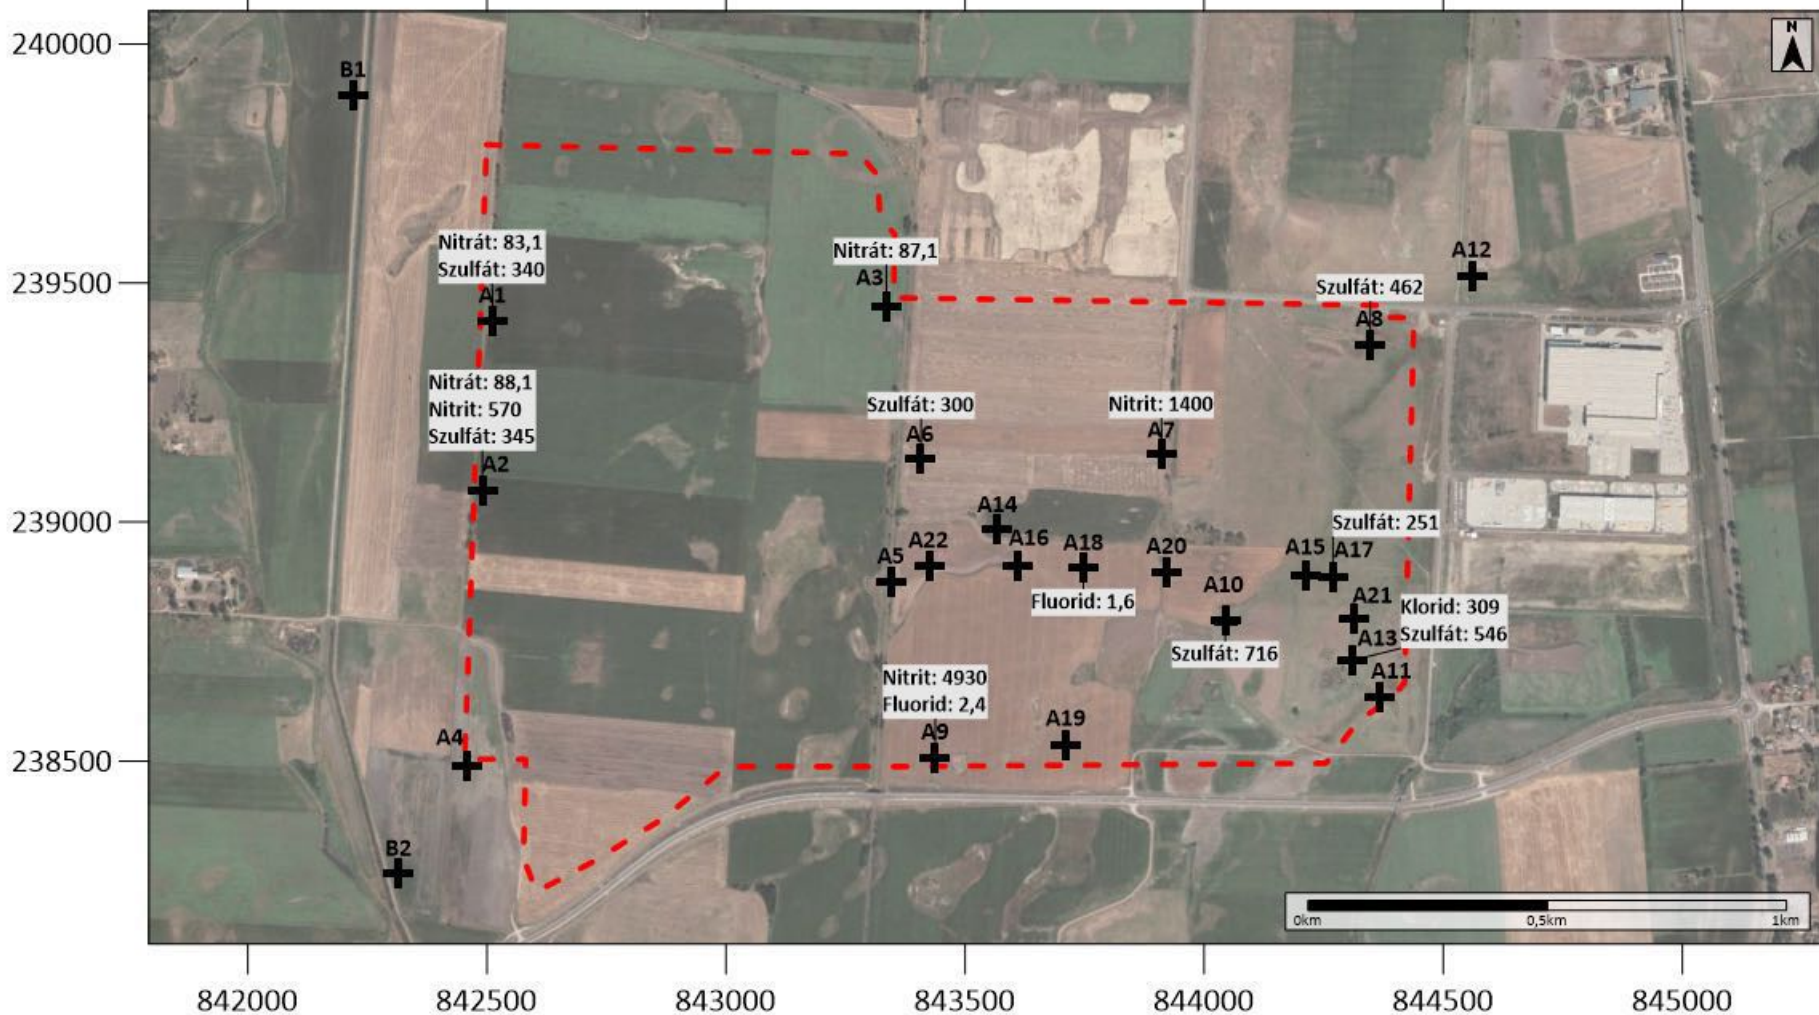 240000
N
B1
Nitrát: 83,1
Szulfát: 340
A1
Nitrát: 87,1
A3
A12
Szulfát: 462
A8
239500
Nitrát: 88,1
Nitrit: 570
Szulfát: 345
A2
Szulfát: 300
A6
Nitrit: 1400
A7
239000
A14
Szulfát: 251
A5
A22
A16
A18
A20
A15
A17
Fluorid: 1,6
A10
Szulfát: 716
A21
Klorid: 309
Szulfát: 546
A13
A11
Nitrit: 4930
Fluorid: 2,4
A9
A19
A4
238500
B2
0km
0,5km
1km
842000
842500
843000
843500
844000
844500
845000